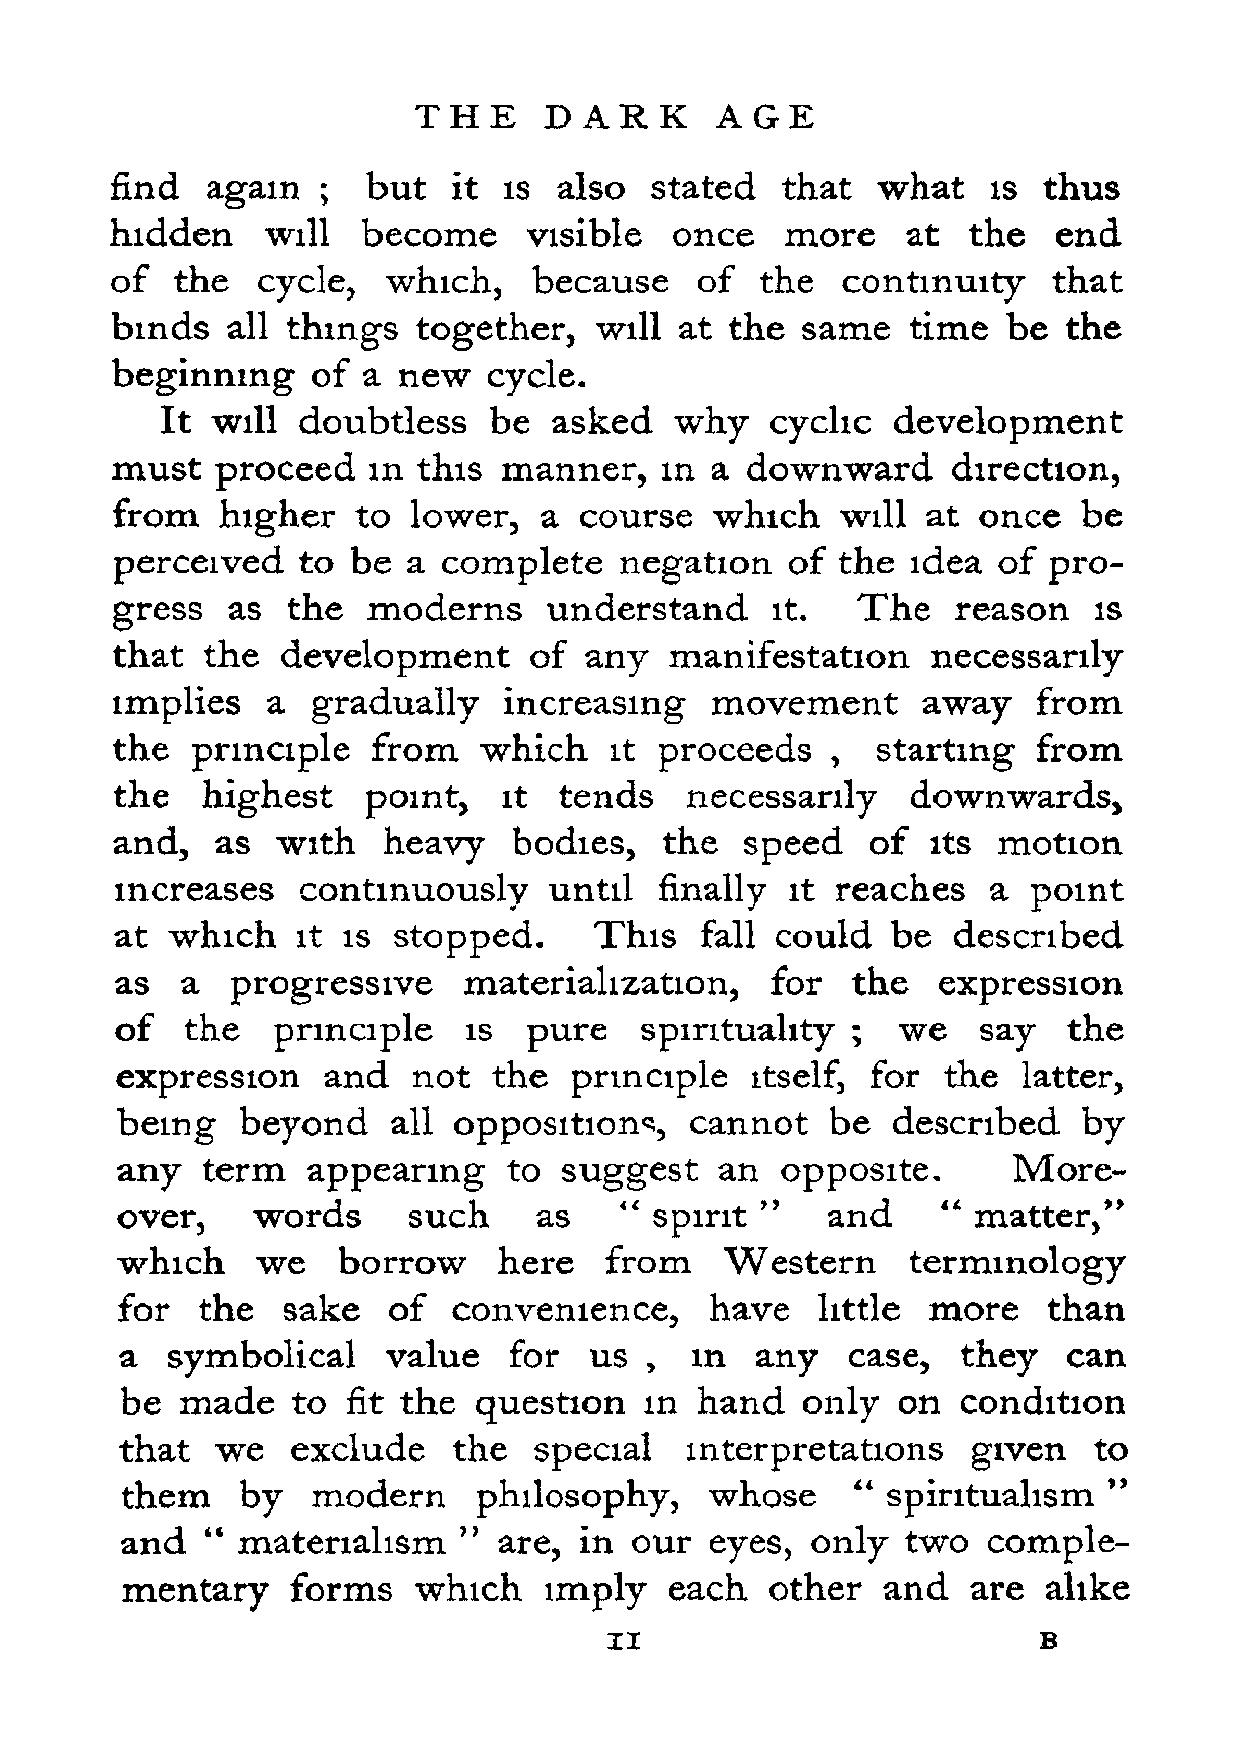 THE DARK AGE
find again ; but it is also stated that what is thus
hidden will become visible once more at the end
of the cycle, which, because of the continuity that
binds all things together, will at the same time be the
beginning of a new cycle.
It will doubtless be asked why cyclic development
must proceed in this manner, in a downward direction,
from higher to lower, a course which will at once be
perceived to be a complete negation of the idea of pro-
gress as the moderns understand it. The reason is
that the development of any manifestation necessarily
implies a gradually increasing movement away from
the principle from which it proceeds , starting from
the highest point, it tends necessarily downwards,
and, as with heavy bodies, the speed of its motion
increases continuously until finally it reaches a point
at which it is stopped. This fall could be described
as a progressive materialization, for the expression
of the principle is pure spirituality ; we say the
expression and not the principle itself, for the latter,
being beyond all oppositions, cannot be described by
any term appearing to suggest an opposite. More-
over, words such as “ spirit ” and “ matter,”
which we borrow here from Western terminology
for the sake of convenience, have little more than
a symbolical value for us , in any case, they can
be made to fit the question in hand only on condition
that we exclude the special interpretations given to
them by modern philosophy, whose “ spiritualism ”
and “ materialism ” are, in our eyes, only two comple-
mentary forms which imply each other and are alike
11 B